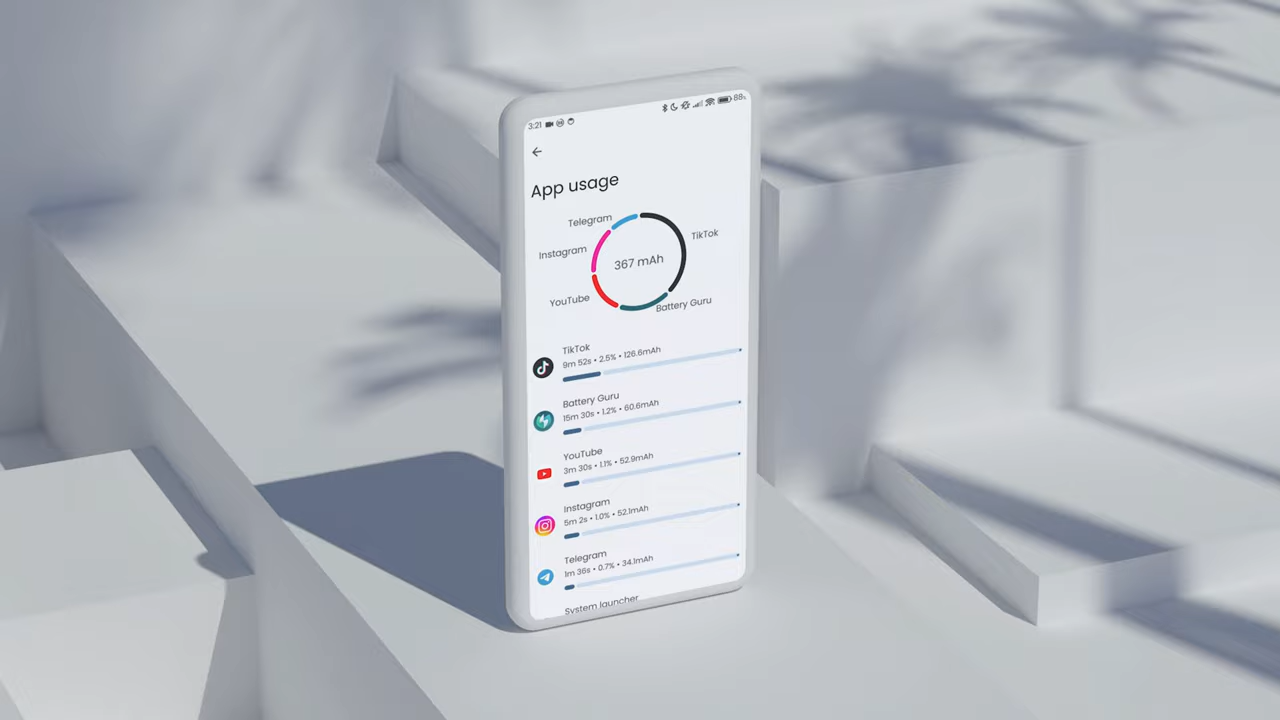 3:21 88%
App usage
Telegram
TikTok
Instagram
367 mAh
YouTube
Battery Guru
TikTok
9m 52s • 2.5% • 126.6mAh
Battery Guru
15m 30s • 1.2% • 60.6mAh
YouTube
3m 30s • 1.1% • 52.9mAh
Instagram
5m 2s • 1.0% • 52.1mAh
Telegram
1m 36s • 0.7% • 34.1mAh
System launcher